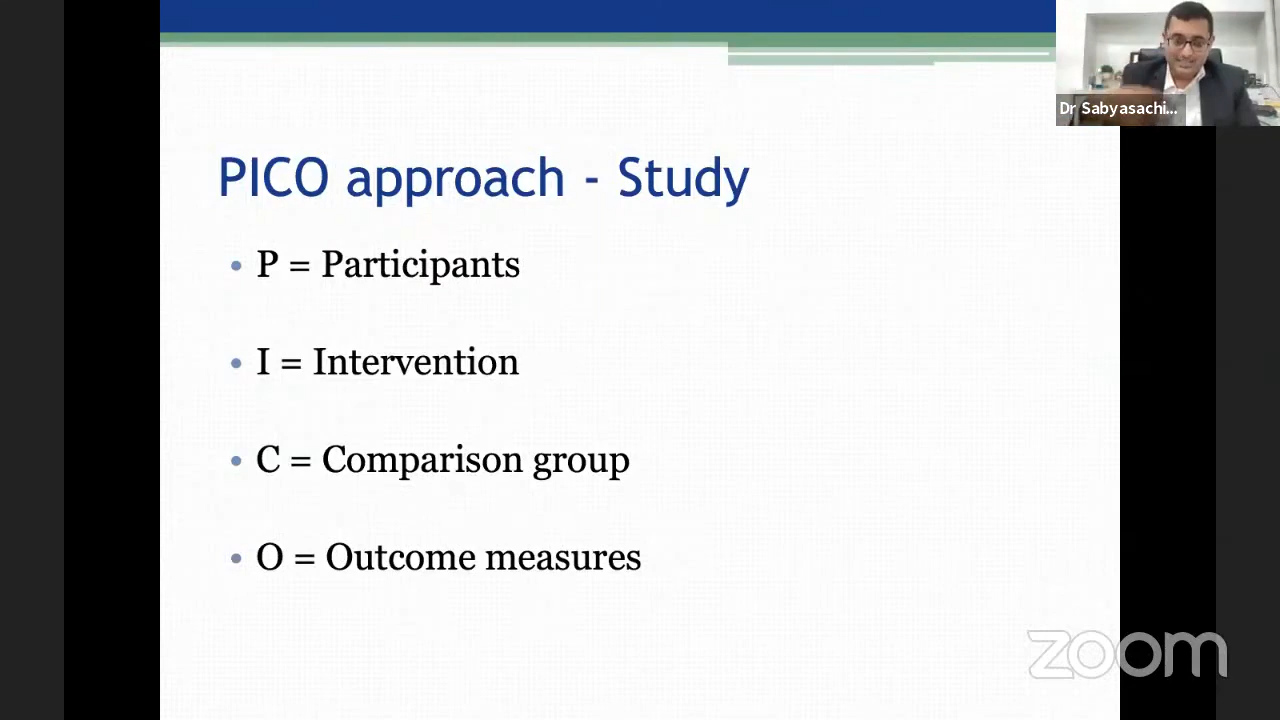 Dr Sabyasachi...
PICO approach - Study
• P = Participants
• I = Intervention
• C = Comparison group
• O = Outcome measures
zoom